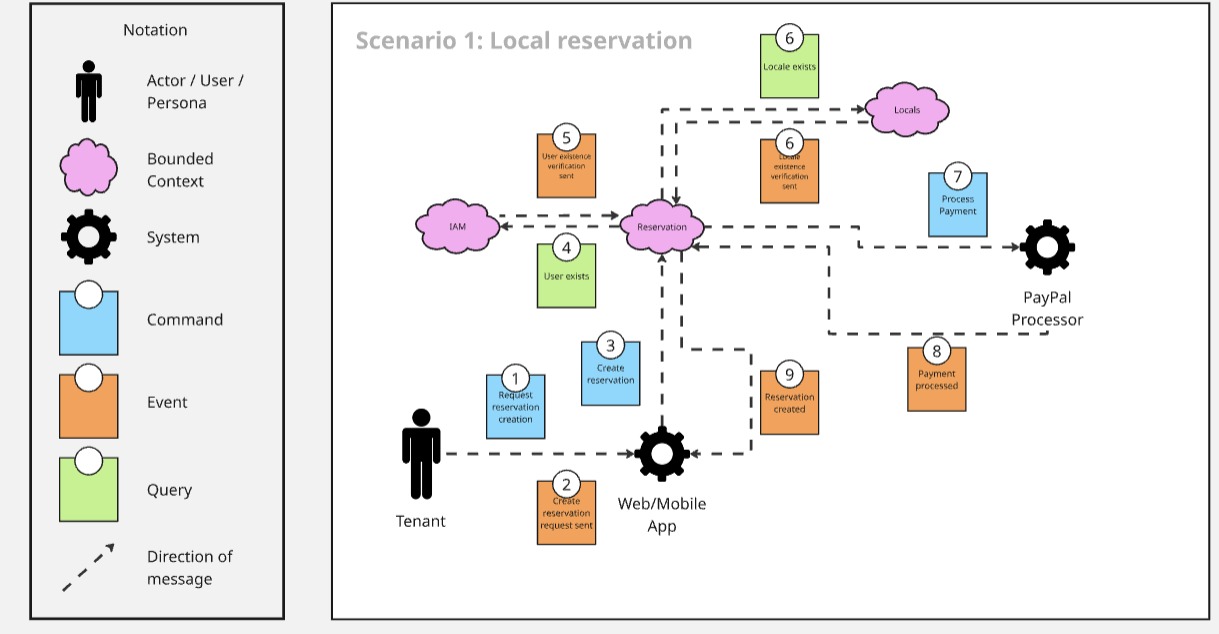 Notation
Actor / User /
Persona
Bounded
Context
System
Command
Event
Query
Direction of
message
Scenario 1: Local reservation
6
Locale exists
Locals
5
User existence
verification
sent
6
Locale
existence
verification
sent
7
Process
Payment
IAM
Reservation
4
User exists
PayPal
Processor
3
Create
reservation
8
Payment
processed
1
Request
reservation
creation
9
Reservation
created
2
Create
reservation
request sent
Tenant
Web/Mobile
App